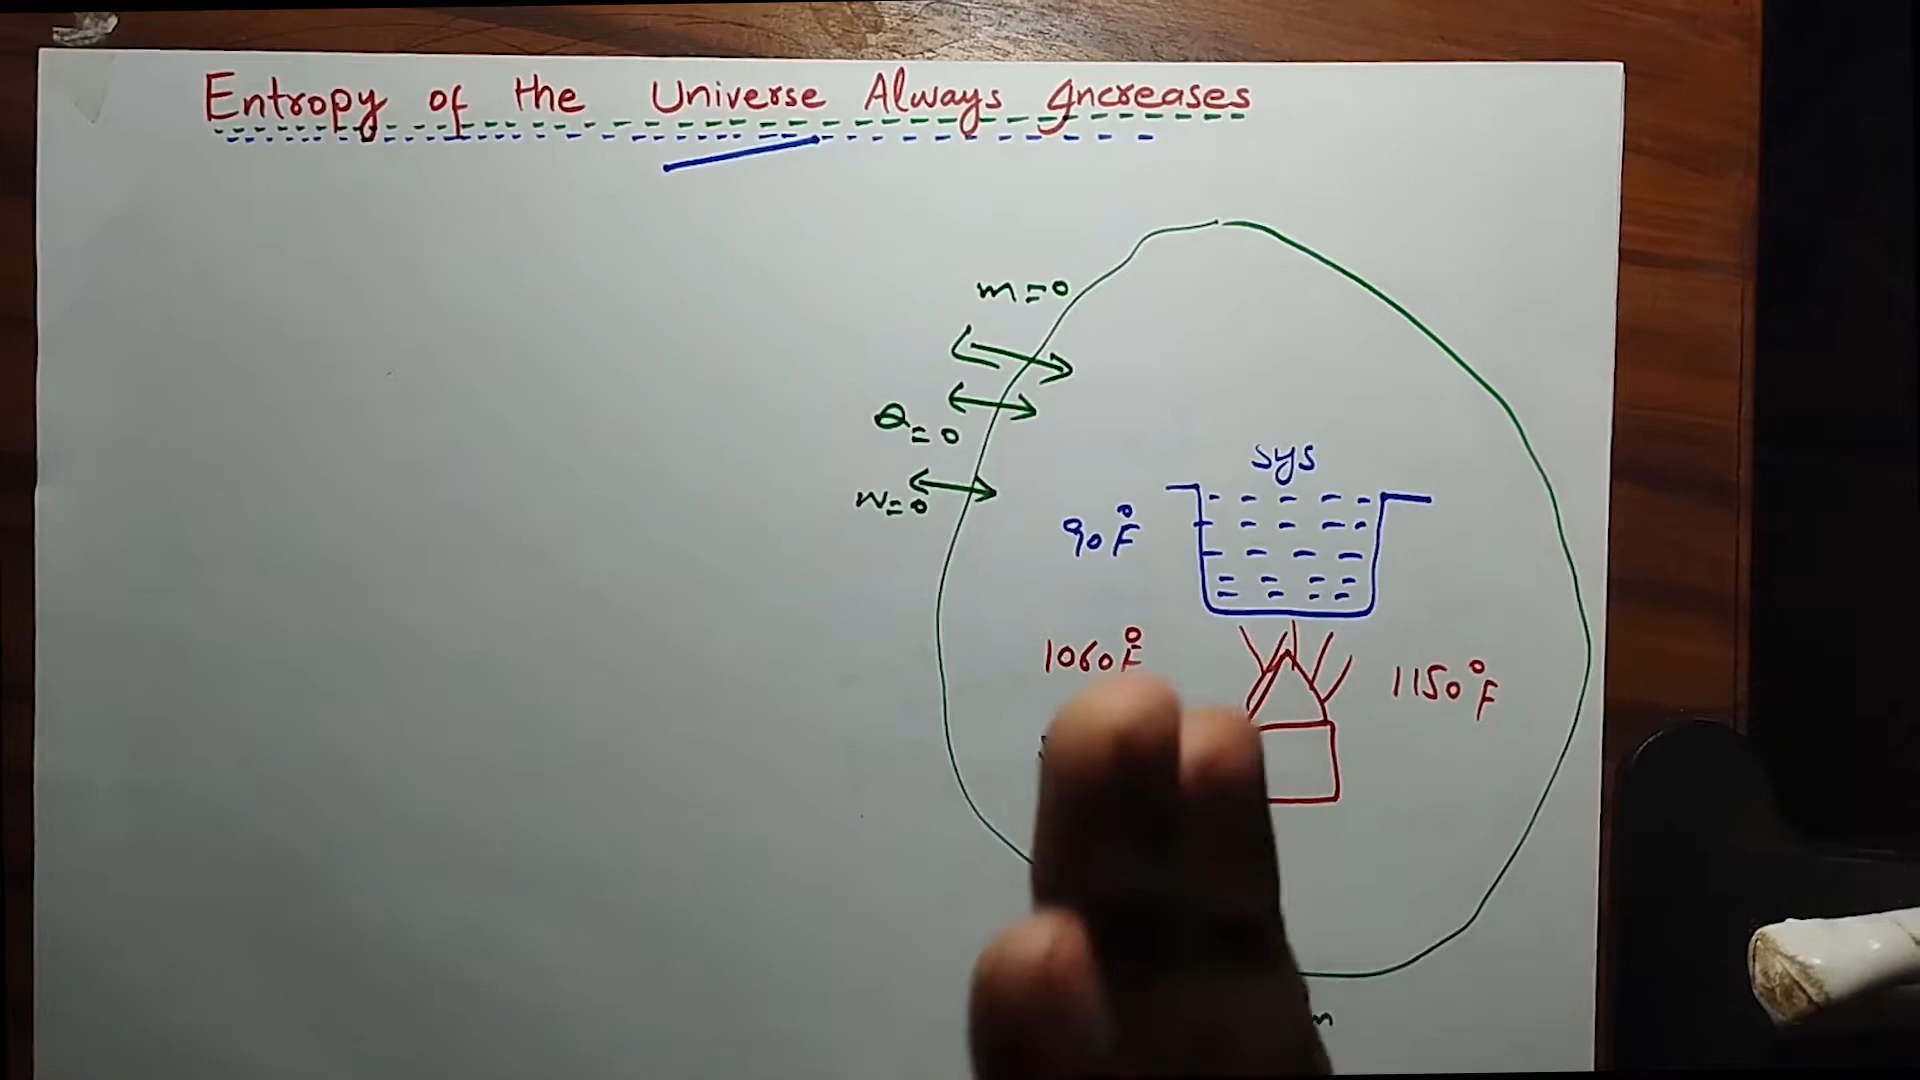 Entropy of the Universe Always Increases
m=0
Q=0
W=0
sys
90°F
1060°F
1150°F